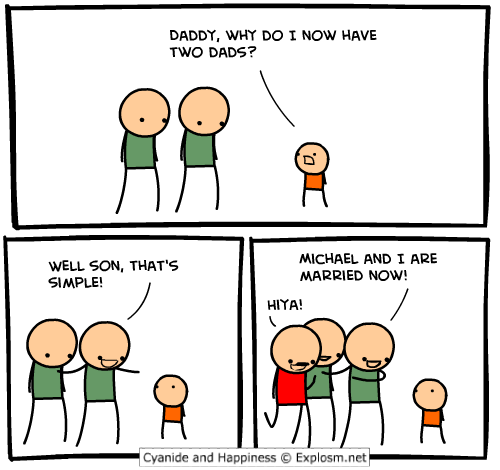 DADDY, WHY DO I NOW HAVE
TWO DADS?
WELL SON, THAT'S
SIMPLE!
MICHAEL AND I ARE
MARRIED NOW!
HIYA!
Cyanide and Happiness © Explosm.net